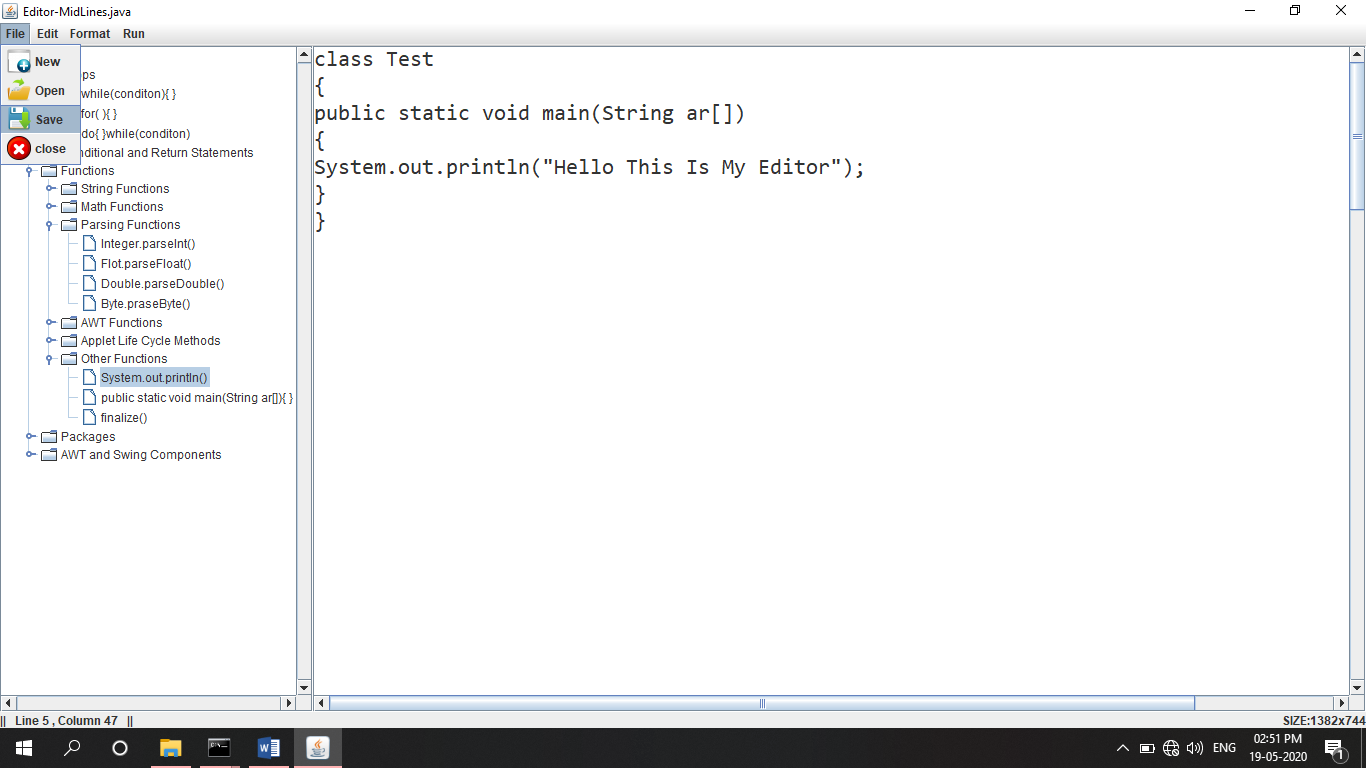 Editor-MidLines.java
File Edit Format Run
New
Open
Save
close
ps
while(conditon){ }
for( ){ }
do{ }while(conditon)
nditional and Return Statements
Functions
String Functions
Math Functions
Parsing Functions
Integer.parseInt()
Flot.parseFloat()
Double.parseDouble()
Byte.praseByte()
AWT Functions
Applet Life Cycle Methods
Other Functions
System.out.println()
public static void main(String ar[]){ }
finalize()
Packages
AWT and Swing Components
class Test
{
public static void main(String ar[])
{
System.out.println("Hello This Is My Editor");
}
}
|| Line 5 , Column 47 ||
SIZE:1382x744
ENG
02:51 PM
19-05-2020
1